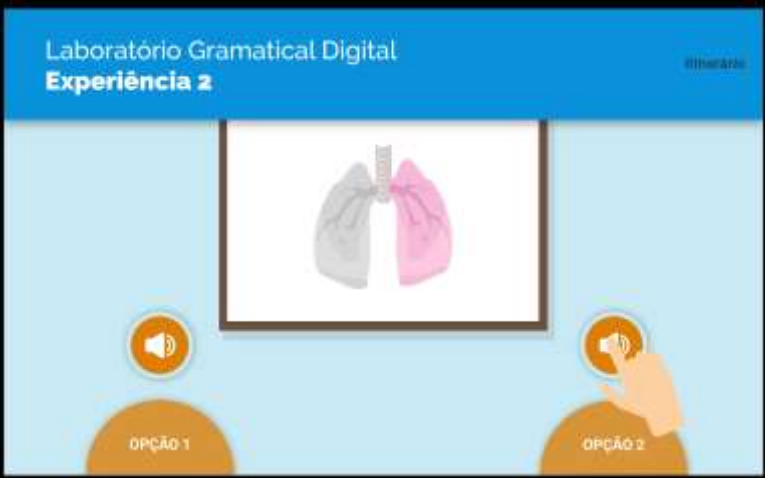 Laboratório Gramatical Digital
Experiência 2
Itinerário
OPÇÃO 1
OPÇÃO 2